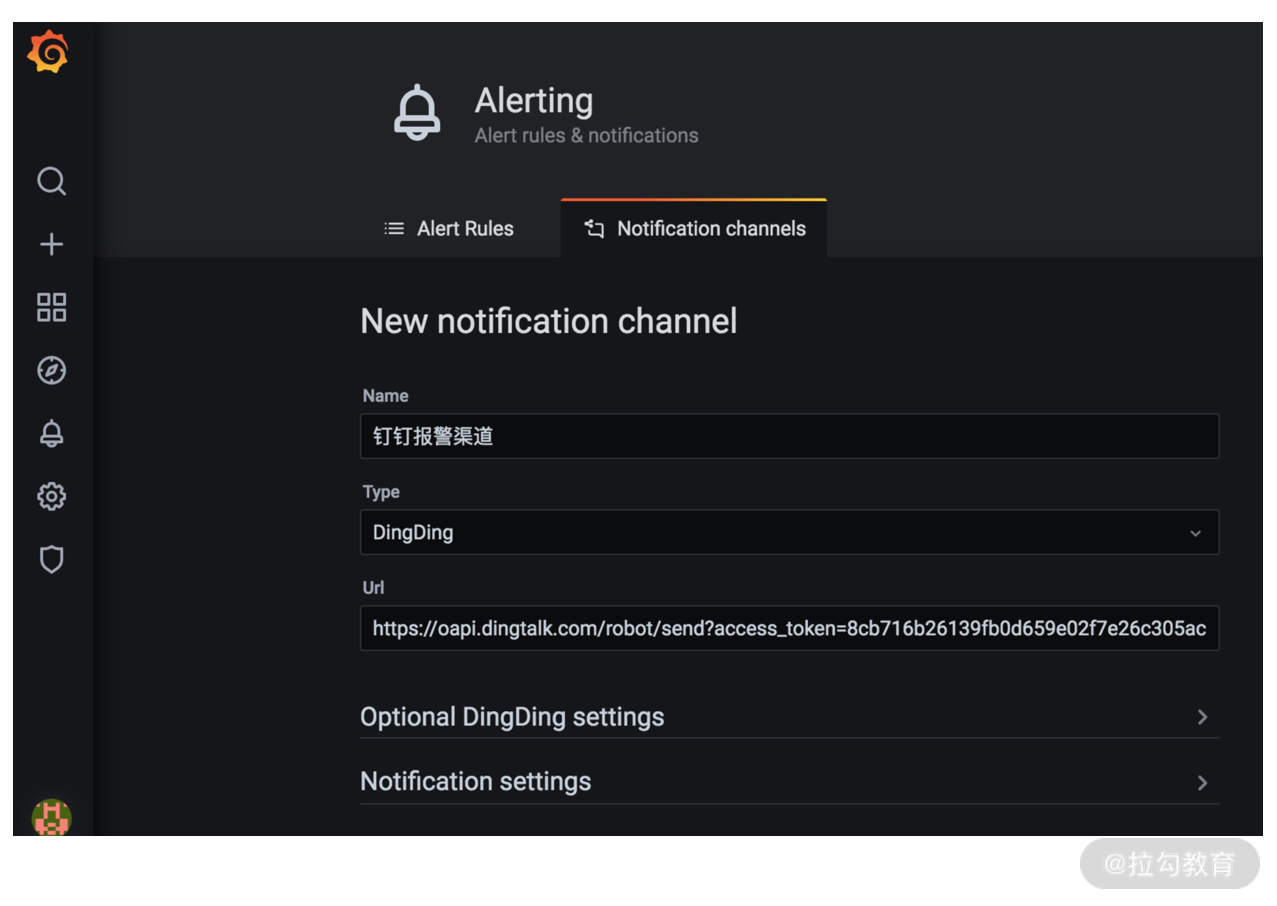 Alerting
Alert rules & notifications
Alert Rules
Notification channels
New notification channel
Name
钉钉报警渠道
Type
DingDing
Url
https://oapi.dingtalk.com/robot/send?access_token=8cb716b26139fb0d659e02f7e26c305ac
Optional DingDing settings
Notification settings
@拉勾教育